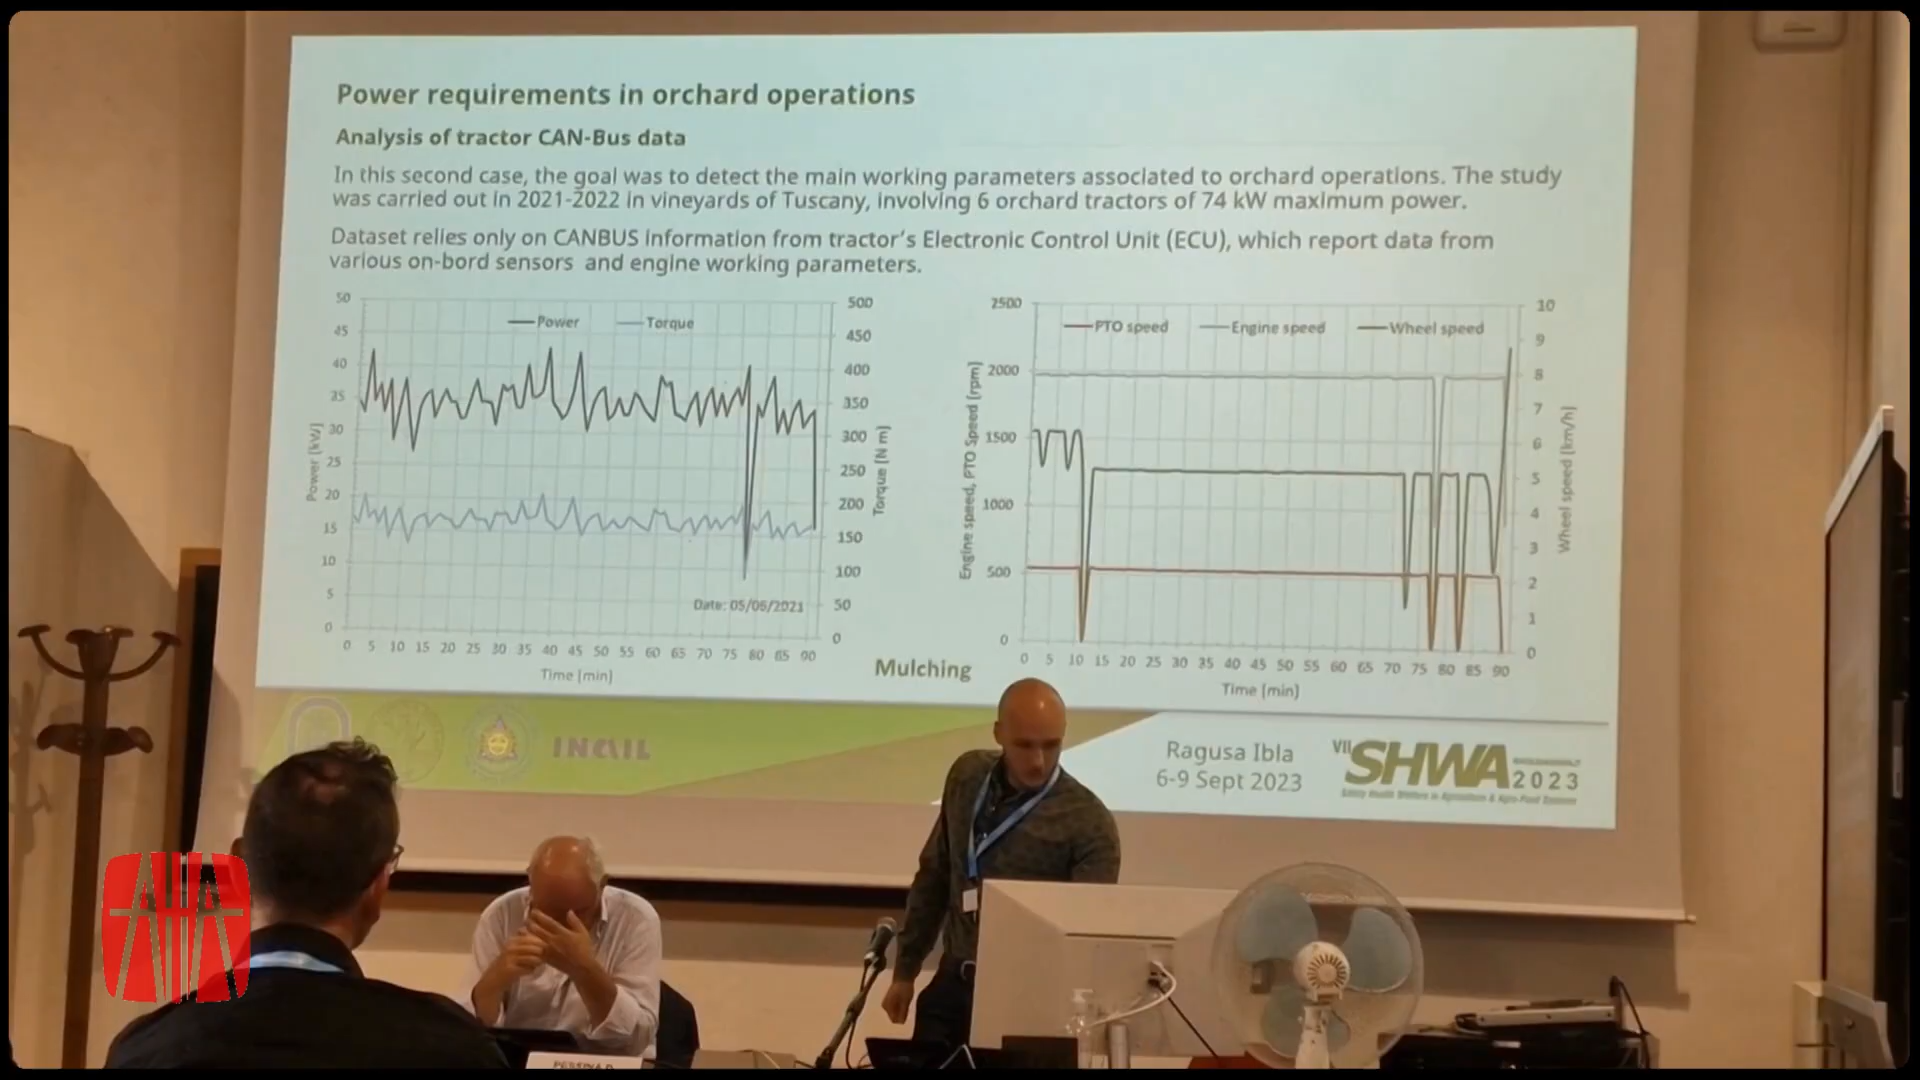 Power requirements in orchard operations
Analysis of tractor CAN-Bus data
In this second case, the goal was to detect the main working parameters associated to orchard operations. The study
was carried out in 2021-2022 in vineyards of Tuscany, involving 6 orchard tractors of 74 kW maximum power.
Dataset relies only on CANBUS information from tractor's Electronic Control Unit (ECU), which report data from
various on-bord sensors and engine working parameters.
Power Torque
50
45
40
35
30
25
20
15
10
5
0
Power [kW]
500
450
400
350
300
250
200
150
100
50
0
Torque [N m]
Date: 05/06/2021
0 5 10 15 20 25 30 35 40 45 50 55 60 65 70 75 80 85 90
Time [min]
Mulching
PTO speed Engine speed Wheel speed
2500
2000
1500
1000
500
0
Engine speed, PTO Speed [rpm]
10
9
8
7
6
5
4
3
2
1
0
Wheel speed [km/h]
0 5 10 15 20 25 30 35 40 45 50 55 60 65 70 75 80 85 90
Time [min]
INAIL
Ragusa Ibla
6-9 Sept 2023
VII SHWA 2023
Safety Health Welfare in Agriculture & Agro-Food Systems